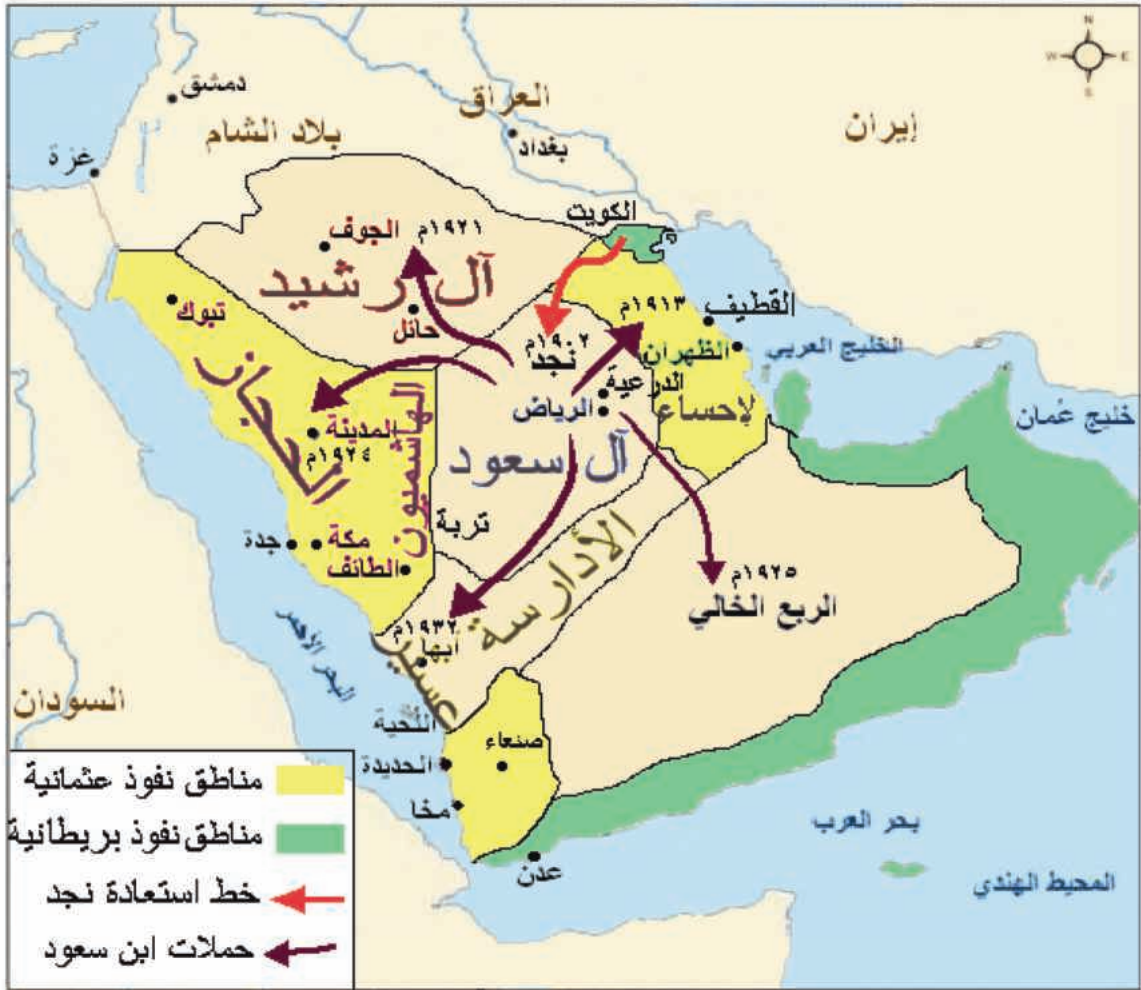 N
W
E
S
دمشق
العراق
إيران
بلاد الشام
بغداد
غزة
الكويت
الجوف
١٩٢١م
آل رشيد
١٩١٣م
القطيف
تبوك
حائل
١٩٠٢م
نجد
الظهران
الخليج العربي
الدرعية
الحجاز
الهاشميون
الرياض
لإحساء
خليج عُمان
المدينة
١٩٢٤م
آل سعود
تربة
جدة
مكة
الطائف
الأدارسة
١٩٢٥م
الربع الخالي
١٩٣٢م
أبها
عسير
البحر الأحمر
السودان
اللحية
صنعاء
الحديدة
مخا
بحر العرب
عدن
المحيط الهندي
مناطق نفوذ عثمانية
مناطق نفوذ بريطانية
خط استعادة نجد
حملات ابن سعود